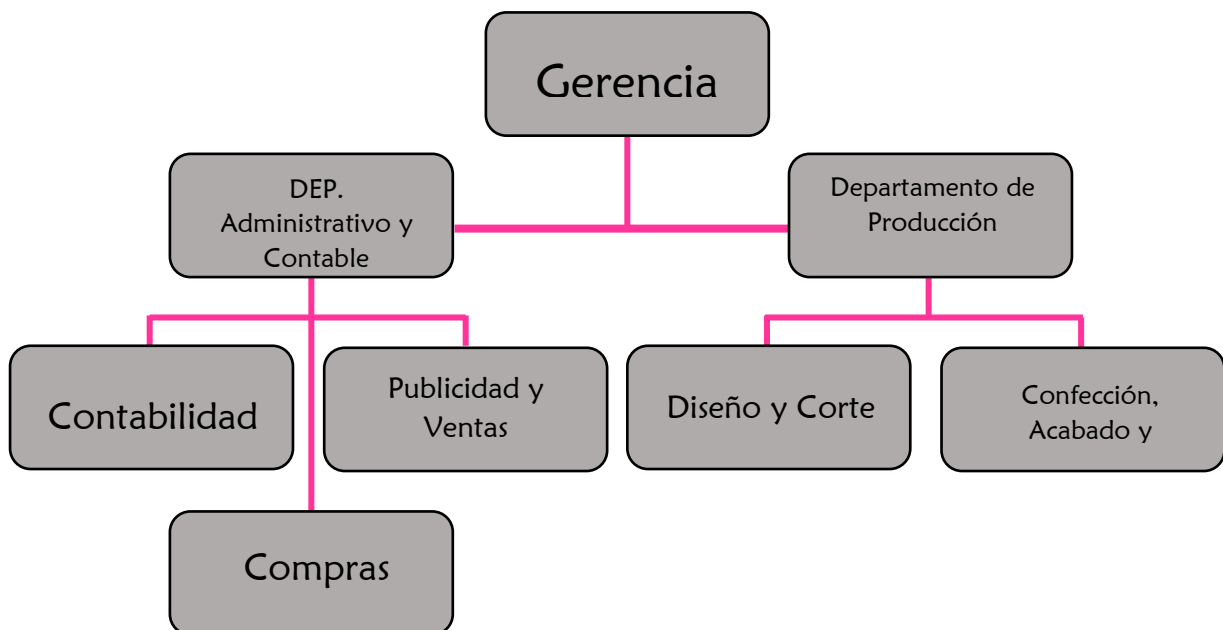 Gerencia
DEP.
Administrativo y
Contable
Departamento de
Producción
Contabilidad
Publicidad y
Ventas
Diseño y Corte
Confección,
Acabado y
Compras